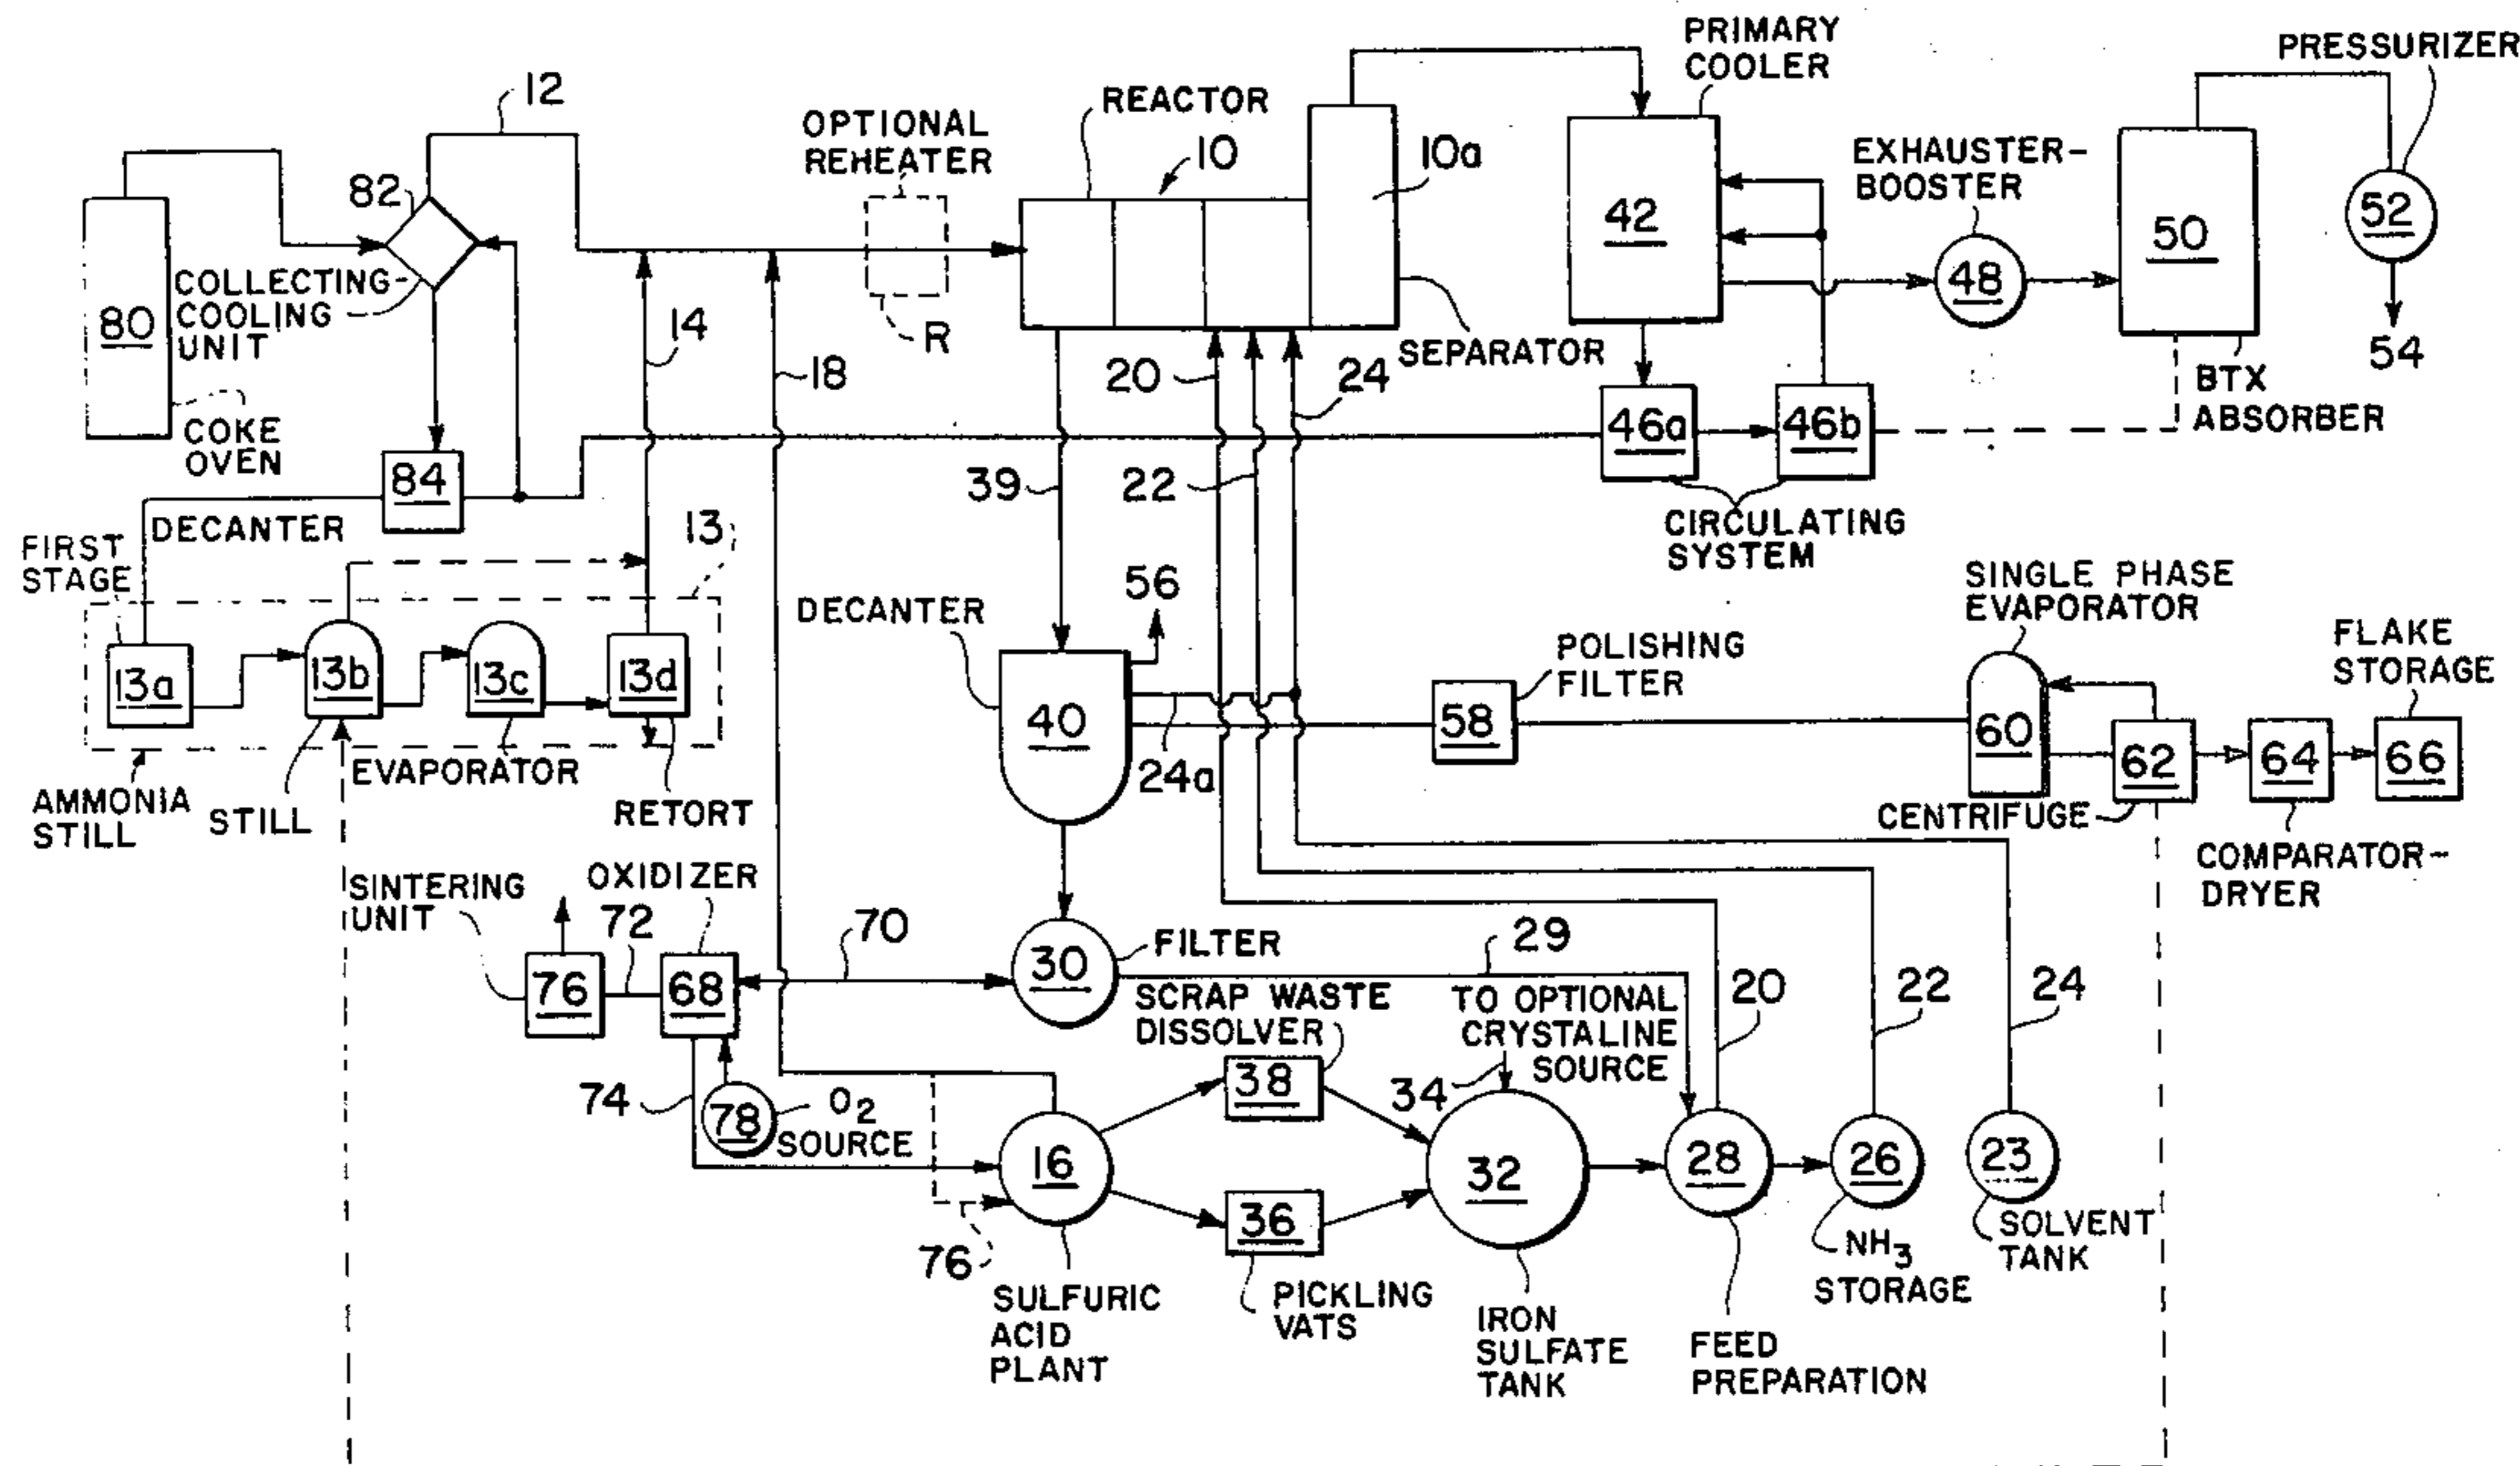 PRIMARY
COOLER
PRESSURIZER
12
REACTOR
OPTIONAL
REHEATER
10
10a
EXHAUSTER-
BOOSTER
82
42
52
50
48
COLLECTING-
COOLING
UNIT
80
14
R
18
SEPARATOR
20
24
54
BTX
ABSORBER
COKE
OVEN
46a
46b
84
39
22
DECANTER
13
CIRCULATING
SYSTEM
FIRST
STAGE
56
DECANTER
SINGLE PHASE
EVAPORATOR
POLISHING
FILTER
FLAKE
STORAGE
13a
13b
13c
13d
40
58
60
62
64
66
24a
EVAPORATOR
AMMONIA
STILL
STILL
RETORT
CENTRIFUGE
COMPARATOR-
DRYER
SINTERING
UNIT
OXIDIZER
72
70
FILTER
29
30
76
68
SCRAP WASTE
DISSOLVER
TO OPTIONAL
CRYSTALINE
SOURCE
20
22
24
74
78
O2
SOURCE
38
34
16
32
28
26
23
36
76
SOLVENT
TANK
NH3
STORAGE
SULFURIC
ACID
PLANT
PICKLING
VATS
IRON
SULFATE
TANK
FEED
PREPARATION